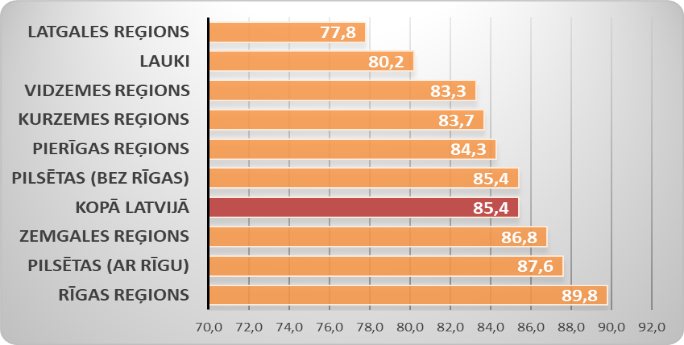 LATGALES REĢIONS 77,8
LAUKI 80,2
VIDZEMES REĢIONS 83,3
KURZEMES REĢIONS 83,7
PIERĪGAS REĢIONS 84,3
PILSĒTAS (BEZ RĪGAS) 85,4
KOPĀ LATVIJĀ 85,4
ZEMGALES REĢIONS 86,8
PILSĒTAS (AR RĪGU) 87,6
RĪGAS REĢIONS 89,8
70,0 72,0 74,0 76,0 78,0 80,0 82,0 84,0 86,0 88,0 90,0 92,0